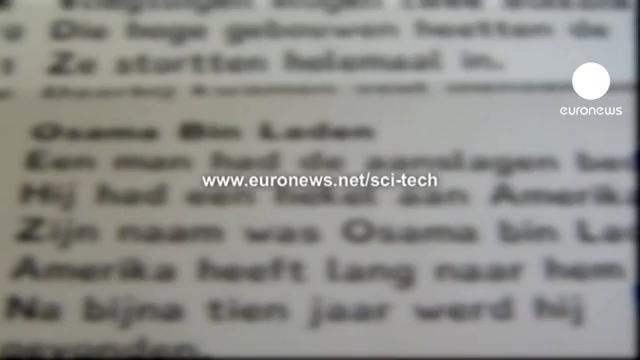 Die hoge gebouwen heetten de
Ze stortten helemaal in.
euronews
Osama Bin Laden
Een man had de aanslagen
www.euronews.net/sci-tech
Hij had een hekel aan Amerika
Zijn naam was Osama bin
Amerika heeft lang naar hem
Na bijna tien jaar werd hij
gevonden.